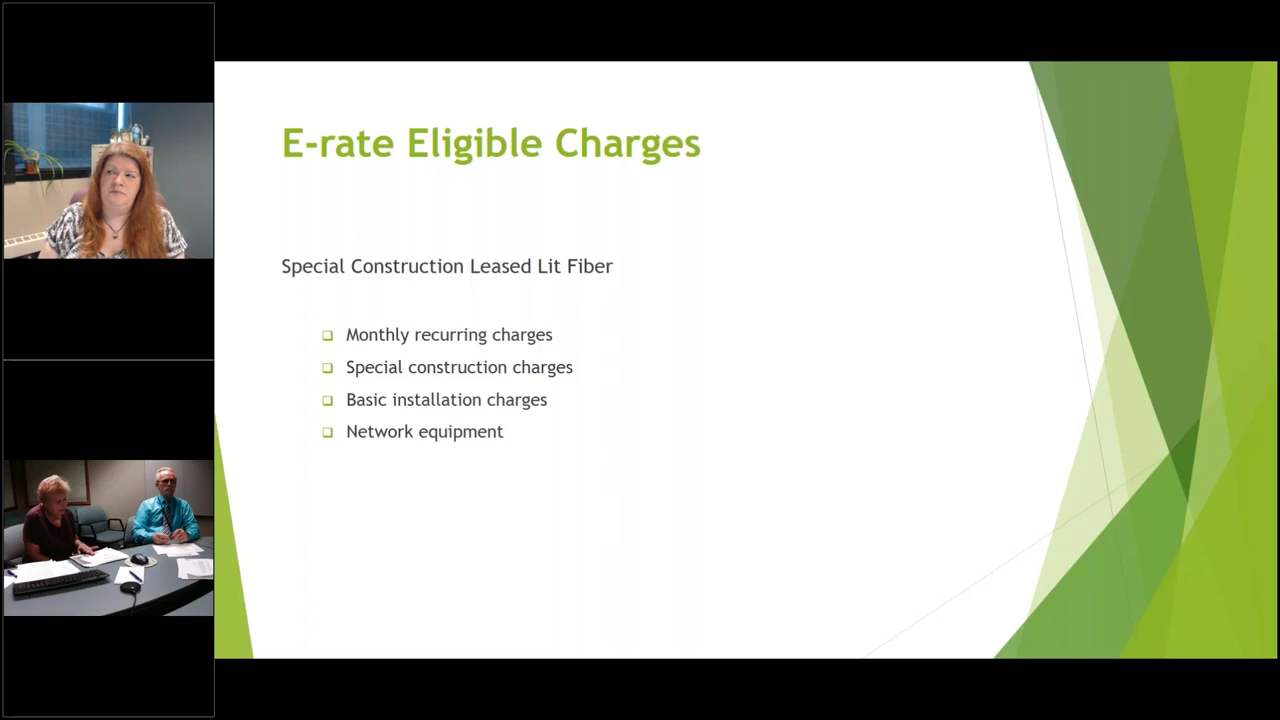 E-rate Eligible Charges
Special Construction Leased Lit Fiber
Monthly recurring charges
Special construction charges
Basic installation charges
Network equipment